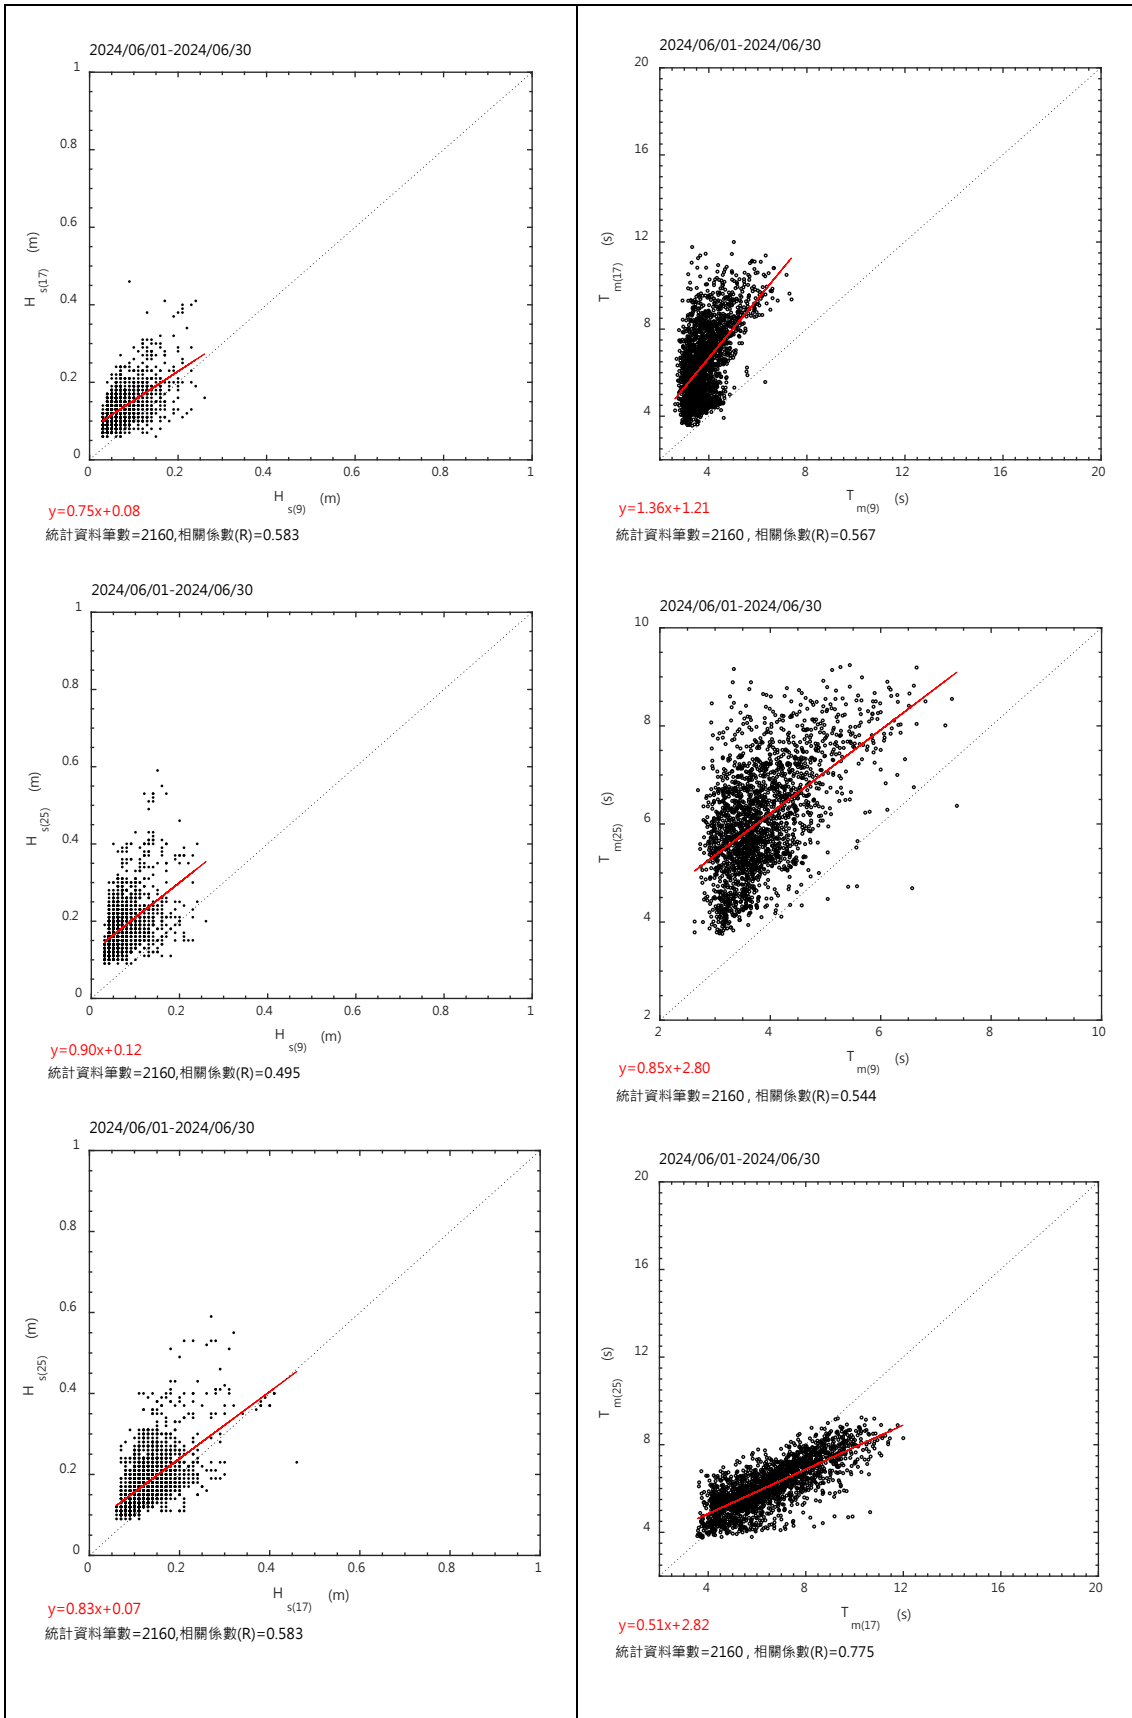 2024/06/01-2024/06/30
1
0.8
0.6
0.4
0.2
0
H s(17) (m)
0 0.2 0.4 0.6 0.8 1
H s(9) (m)
y=0.75x+0.08
統計資料筆數=2160,相關係數(R)=0.583
2024/06/01-2024/06/30
20
16
12
8
4
T m(17) (s)
4 8 12 16 20
T m(9) (s)
y=1.36x+1.21
統計資料筆數=2160 , 相關係數(R)=0.567
2024/06/01-2024/06/30
1
0.8
0.6
0.4
0.2
0
H s(25) (m)
0 0.2 0.4 0.6 0.8 1
H s(9) (m)
y=0.90x+0.12
統計資料筆數=2160,相關係數(R)=0.495
2024/06/01-2024/06/30
10
8
6
4
2
T m(25) (s)
2 4 6 8 10
T m(9) (s)
y=0.85x+2.80
統計資料筆數=2160 , 相關係數(R)=0.544
2024/06/01-2024/06/30
1
0.8
0.6
0.4
0.2
0
H s(25) (m)
0 0.2 0.4 0.6 0.8 1
H s(17) (m)
y=0.83x+0.07
統計資料筆數=2160,相關係數(R)=0.583
2024/06/01-2024/06/30
20
16
12
8
4
T m(25) (s)
4 8 12 16 20
T m(17) (s)
y=0.51x+2.82
統計資料筆數=2160 , 相關係數(R)=0.775